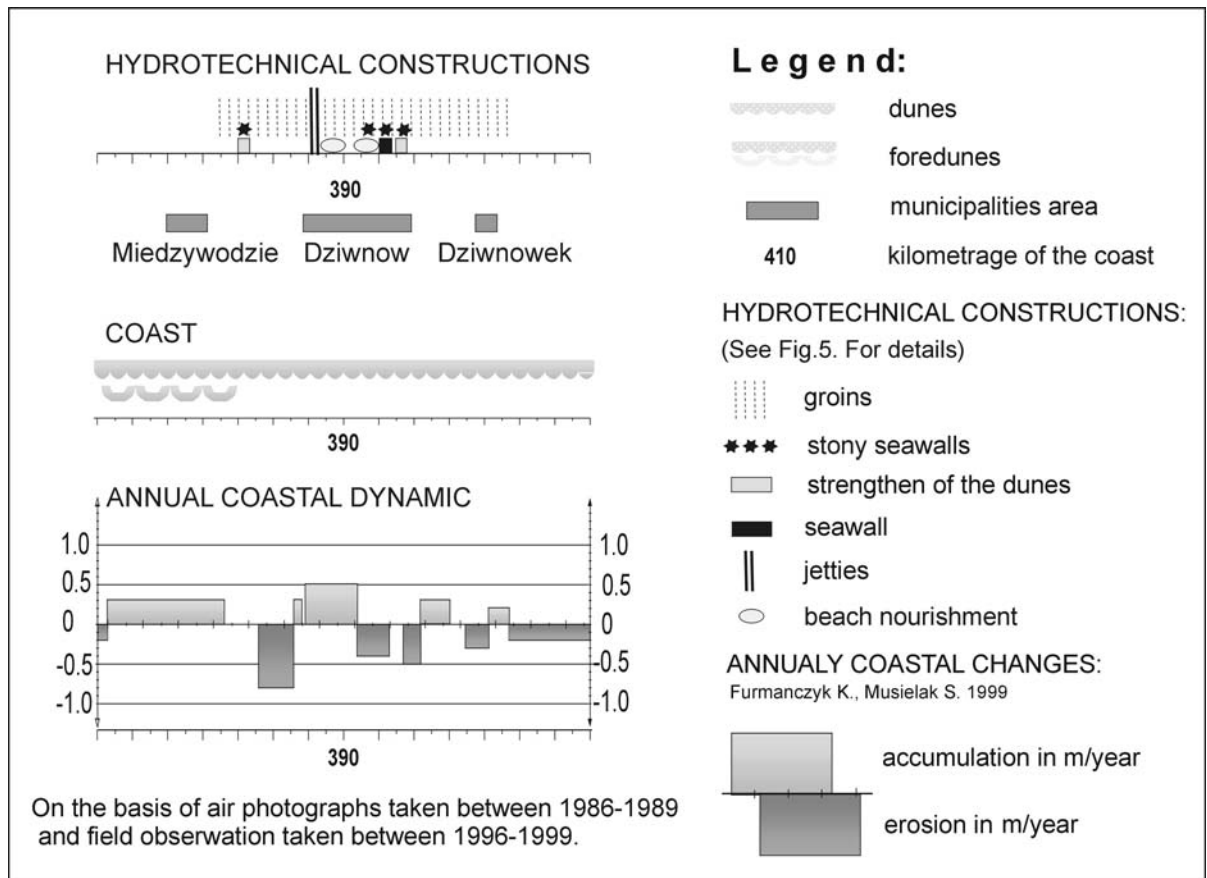 HYDROTECHNICAL CONSTRUCTIONS
390
Miedzywodzie Dziwnow Dziwnowek
COAST
390
ANNUAL COASTAL DYNAMIC
1.0 1.0
0.5 0.5
0 0
-0.5 -0.5
-1.0 -1.0
390
On the basis of air photographs taken between 1986-1989
and field obserwation taken between 1996-1999.
Legend:
dunes
foredunes
municipalities area
410 kilometrage of the coast
HYDROTECHNICAL CONSTRUCTIONS:
(See Fig.5. For details)
groins
stony seawalls
strengthen of the dunes
seawall
jetties
beach nourishment
ANNUALY COASTAL CHANGES:
Furmanczyk K., Musielak S. 1999
accumulation in m/year
erosion in m/year